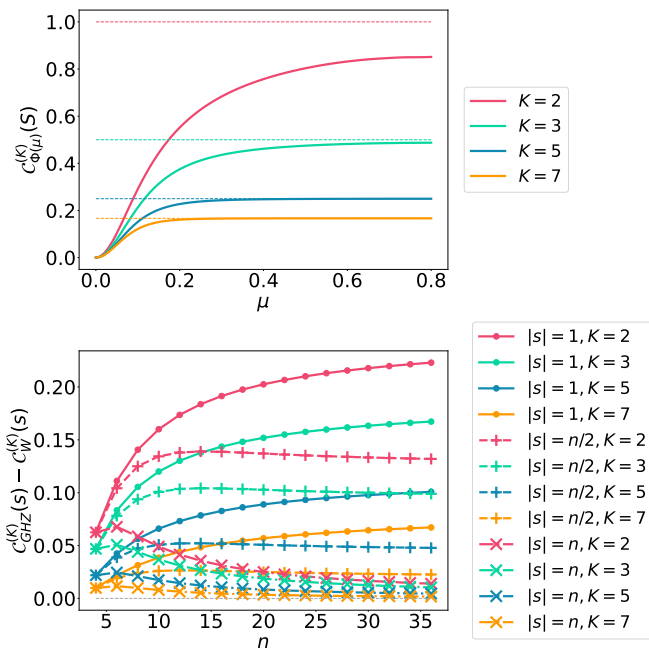 1.0
0.8
0.6
0.4
0.2
0.0
0.0 0.2 0.4 0.6 0.8
μ
C_{Φ(μ)}^{(K)}(S)
K = 2
K = 3
K = 5
K = 7
0.20
0.15
0.10
0.05
0.00
5 10 15 20 25 30 35
n
C_{GHZ}^{(K)}(s) − C_W^{(K)}(s)
|s| = 1, K = 2
|s| = 1, K = 3
|s| = 1, K = 5
|s| = 1, K = 7
|s| = n/2, K = 2
|s| = n/2, K = 3
|s| = n/2, K = 5
|s| = n/2, K = 7
|s| = n, K = 2
|s| = n, K = 3
|s| = n, K = 5
|s| = n, K = 7